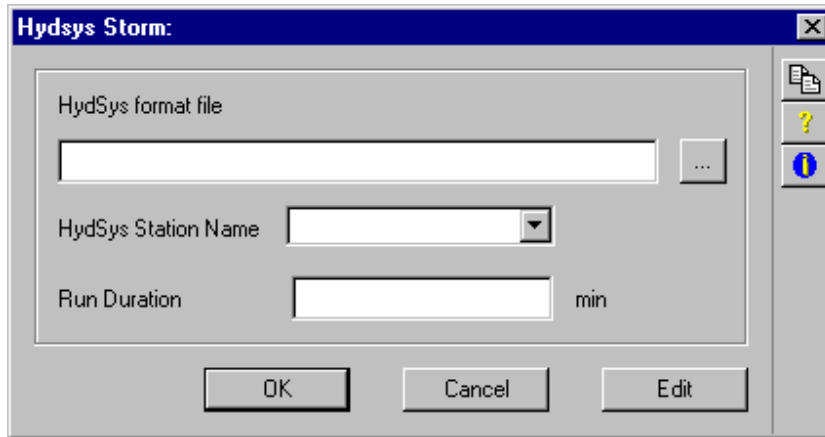 Hydsys Storm:
HydSys format file
...
HydSys Station Name
Run Duration min
OK Cancel Edit